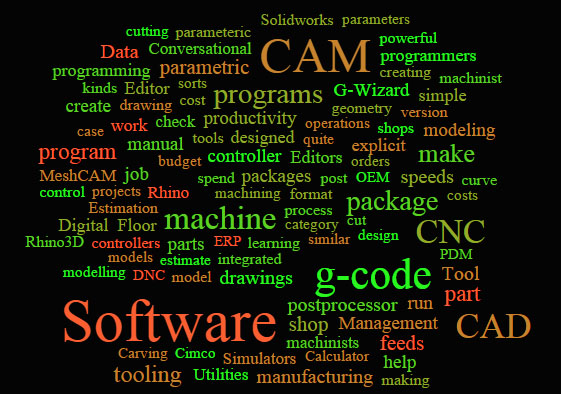 Solidworks parameters
cutting parameteric CAM powerful
Data Conversational programmers
programming parametric creating machinist
kinds Editor sorts programs G-Wizard simple
create drawing cost geometry version
case work check productivity operations shops modeling
program manual tools designed quite explicit make
budget controller Editors orders
MeshCAM job spend packages post OEM speeds curve
control projects Rhino machining format package costs
Estimation machine process
Digital Floor category cut CNC
Rhino3D controllers parts ERP learning similar design
models estimate integrated PDM
modelling DNC model drawings g-code Tool
part
Software postprocessor run
shop Management CAD
machinists feeds
Carving Cimco Simulators Calculator help
tooling Utilities manufacturing making